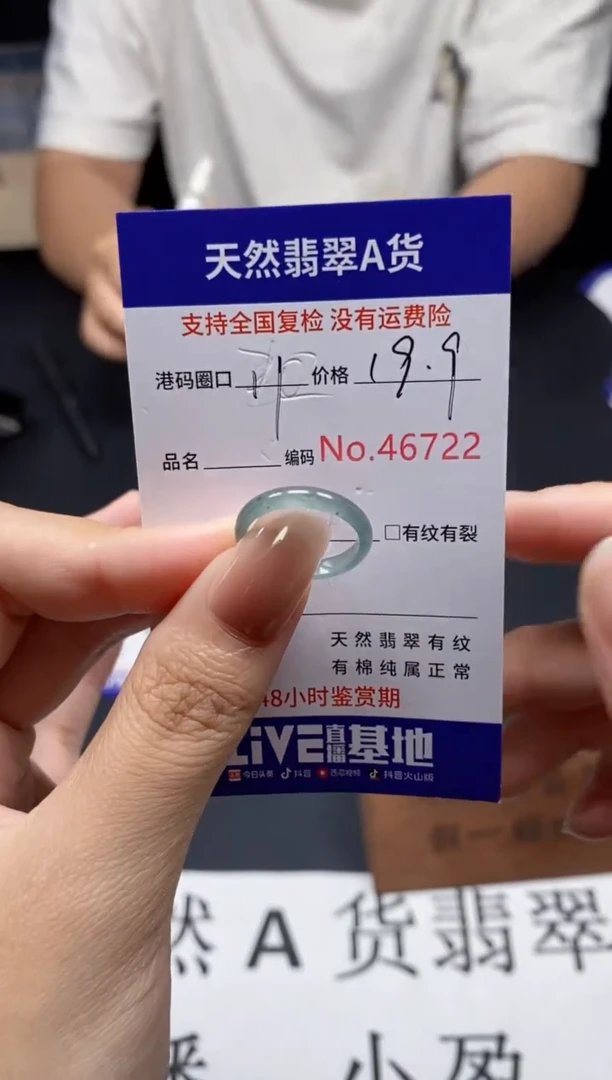 天然翡翠A货
支持全国复检 没有运费险
港码圈口 价格 19.9
品名 编码 No.46722
□有纹有裂
天然翡翠有纹
有棉纯属正常
48小时鉴赏期
LiVE直播基地
今日头条 抖音 西瓜视频 抖音火山版
然A货翡翠
播 小盈